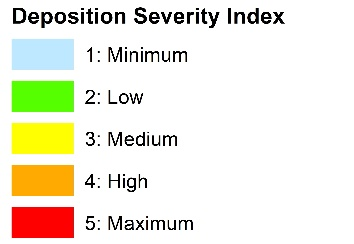 Deposition Severity Index
1: Minimum
2: Low
3: Medium
4: High
5: Maximum